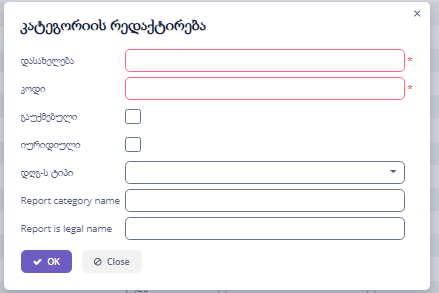 კატეგორიის რედაქტირება
დასახელება *
კოდი *
გაუქმებული
იურიდიული
დღგ-ს ტიპი
Report category name
Report is legal name
OK Close